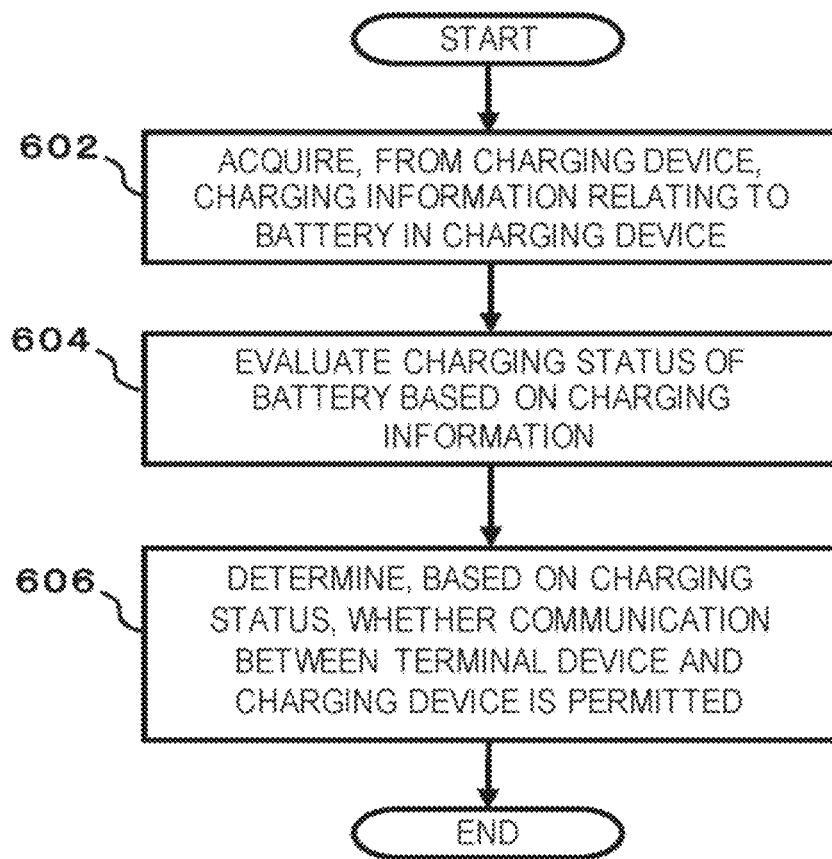 START
602
ACQUIRE, FROM CHARGING DEVICE,
CHARGING INFORMATION RELATING TO
BATTERY IN CHARGING DEVICE
604
EVALUATE CHARGING STATUS OF
BATTERY BASED ON CHARGING
INFORMATION
606
DETERMINE, BASED ON CHARGING
STATUS, WHETHER COMMUNICATION
BETWEEN TERMINAL DEVICE AND
CHARGING DEVICE IS PERMITTED
END